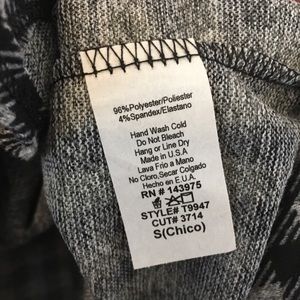 96%Polyester/Poliester
4%Spandex/Elastano
Hand Wash Cold
Do Not Bleach
Hang or Line Dry
Made in U.S.A
Lava Frio a Mano
No Cloro,Secar Colgado
Hecho en E.U.A.
RN # 143975
STYLE# T9947
CUT# 3714
S(Chico)